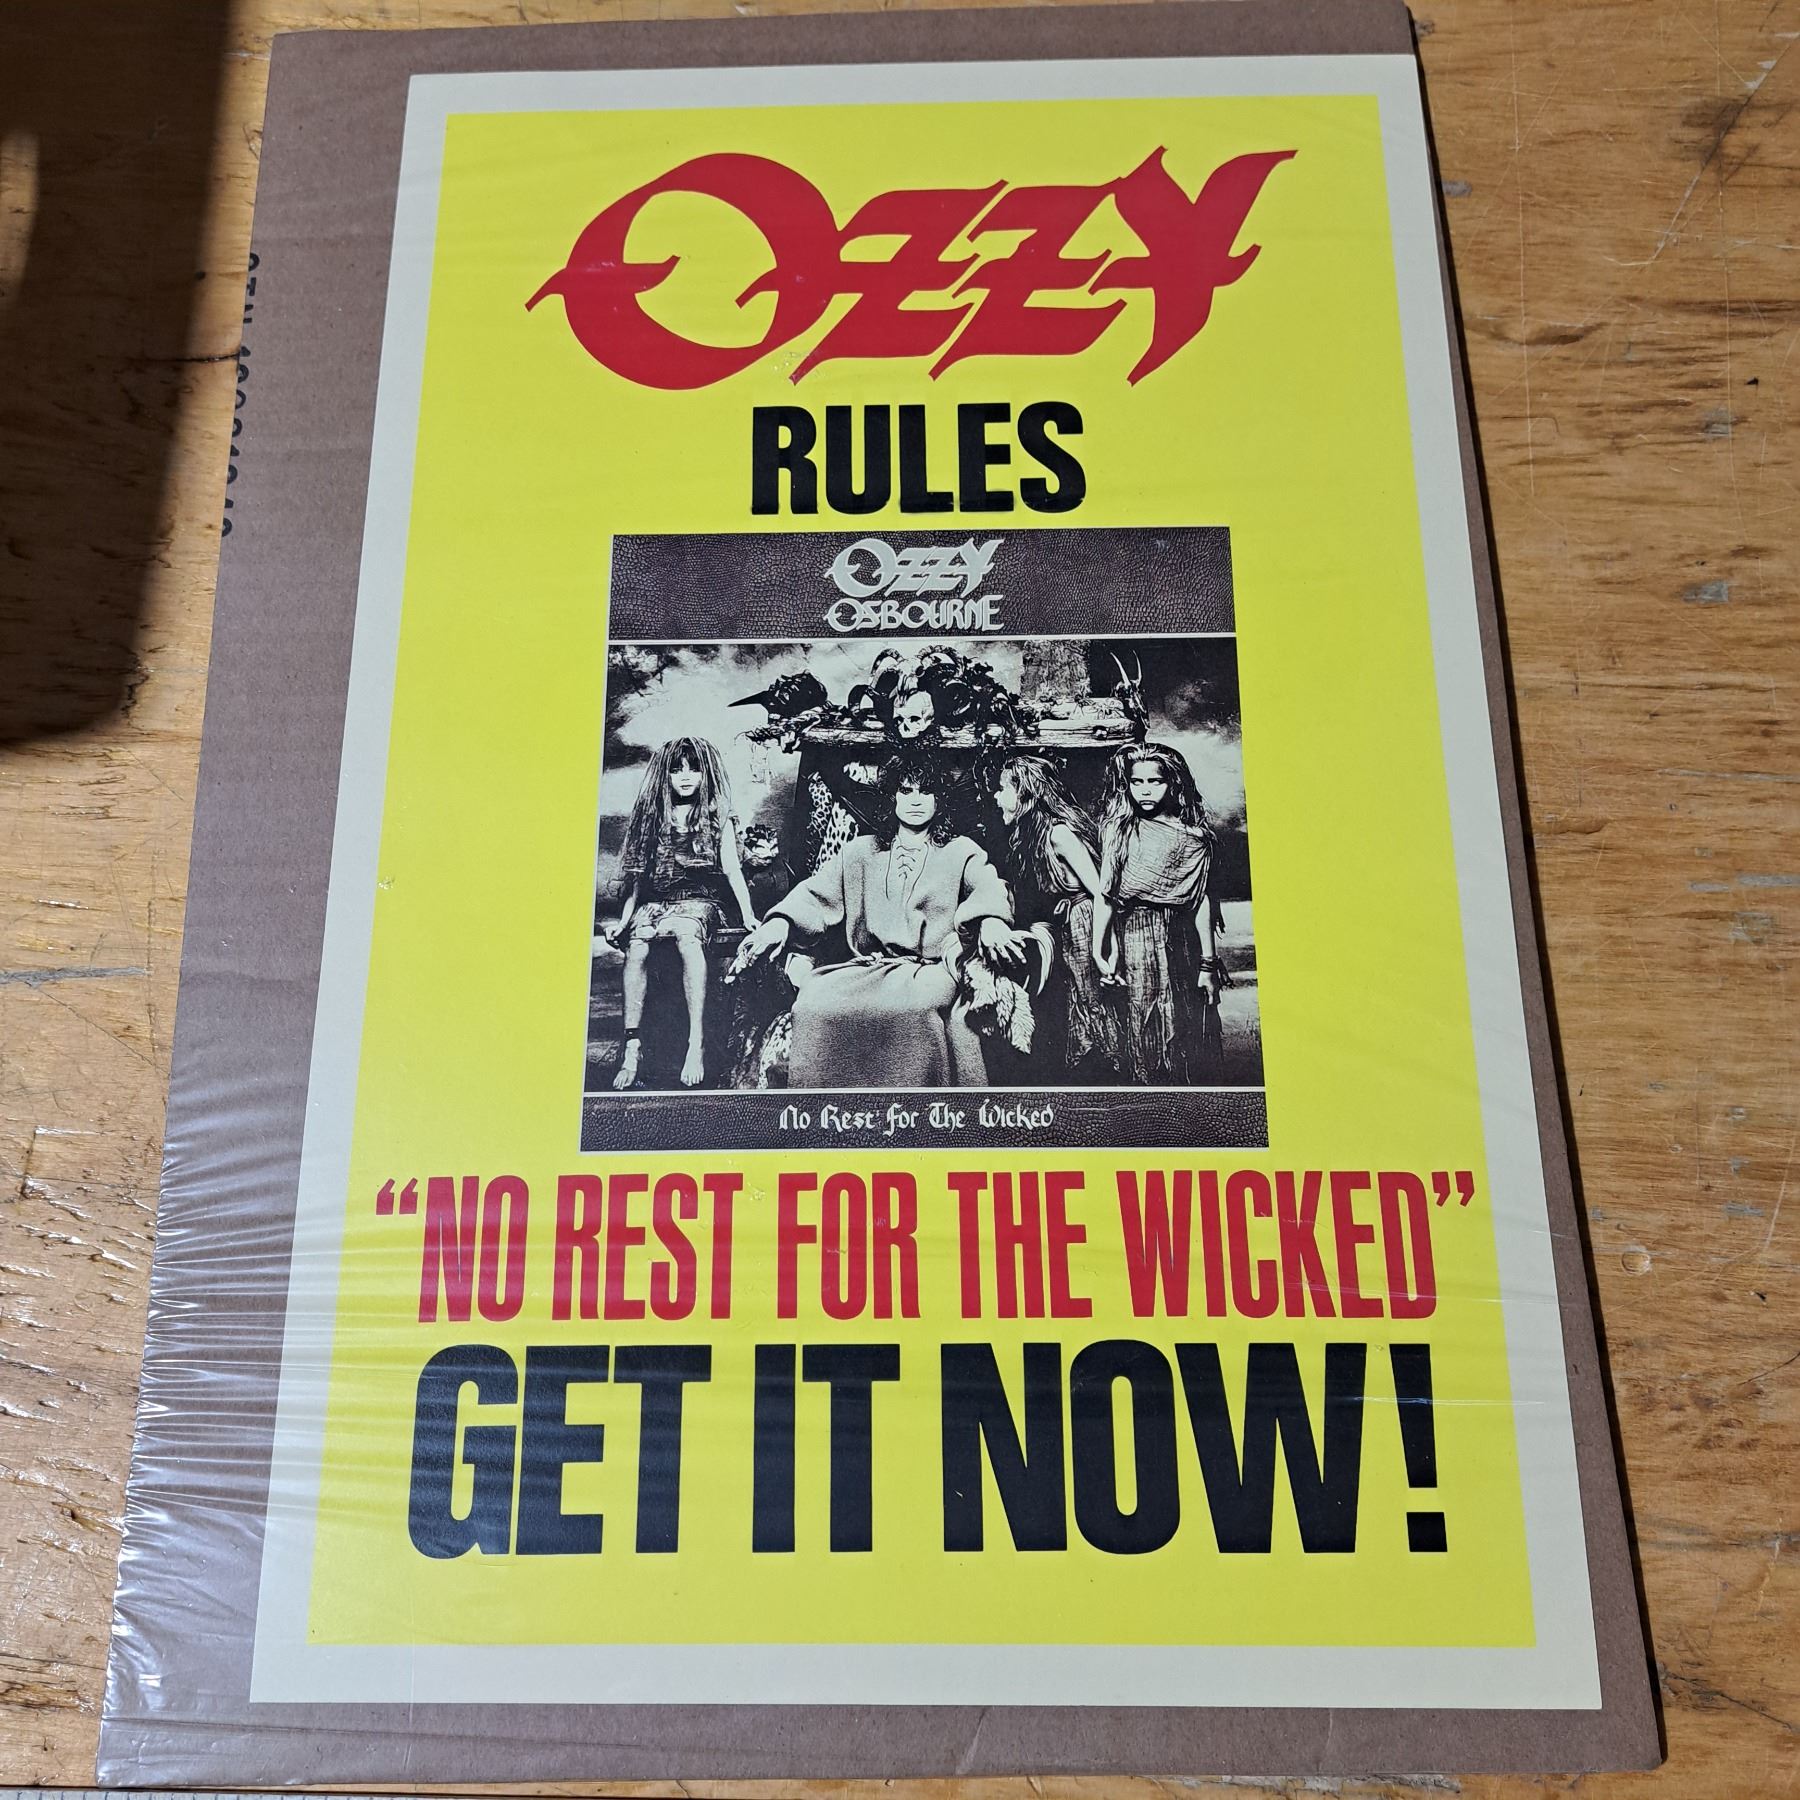 Ozzy
RULES
Ozzy
OSBOURNE
No Rest for The Wicked
“NO REST FOR THE WICKED”
GET IT NOW!